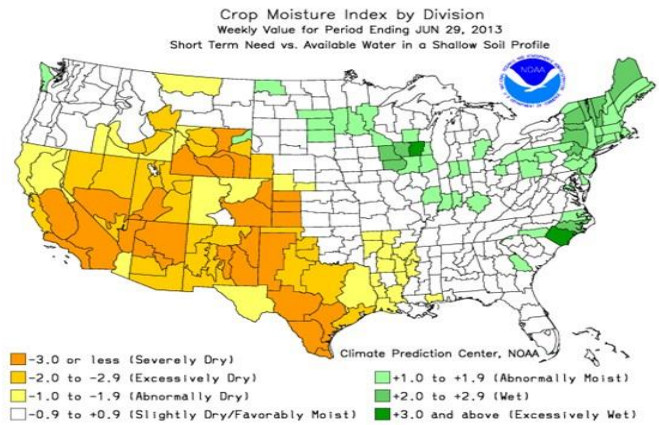 Crop Moisture Index by Division
Weekly Value for Period Ending JUN 29, 2013
Short Term Need vs. Available Water in a Shallow Soil Profile
NOAA
Climate Prediction Center, NOAA
-3.0 or less (Severely Dry)
-2.0 to -2.9 (Excessively Dry)
-1.0 to -1.9 (Abnormally Dry)
-0.9 to +0.9 (Slightly Dry/Favorably Moist)
+1.0 to +1.9 (Abnormally Moist)
+2.0 to +2.9 (Wet)
+3.0 and above (Excessively Wet)